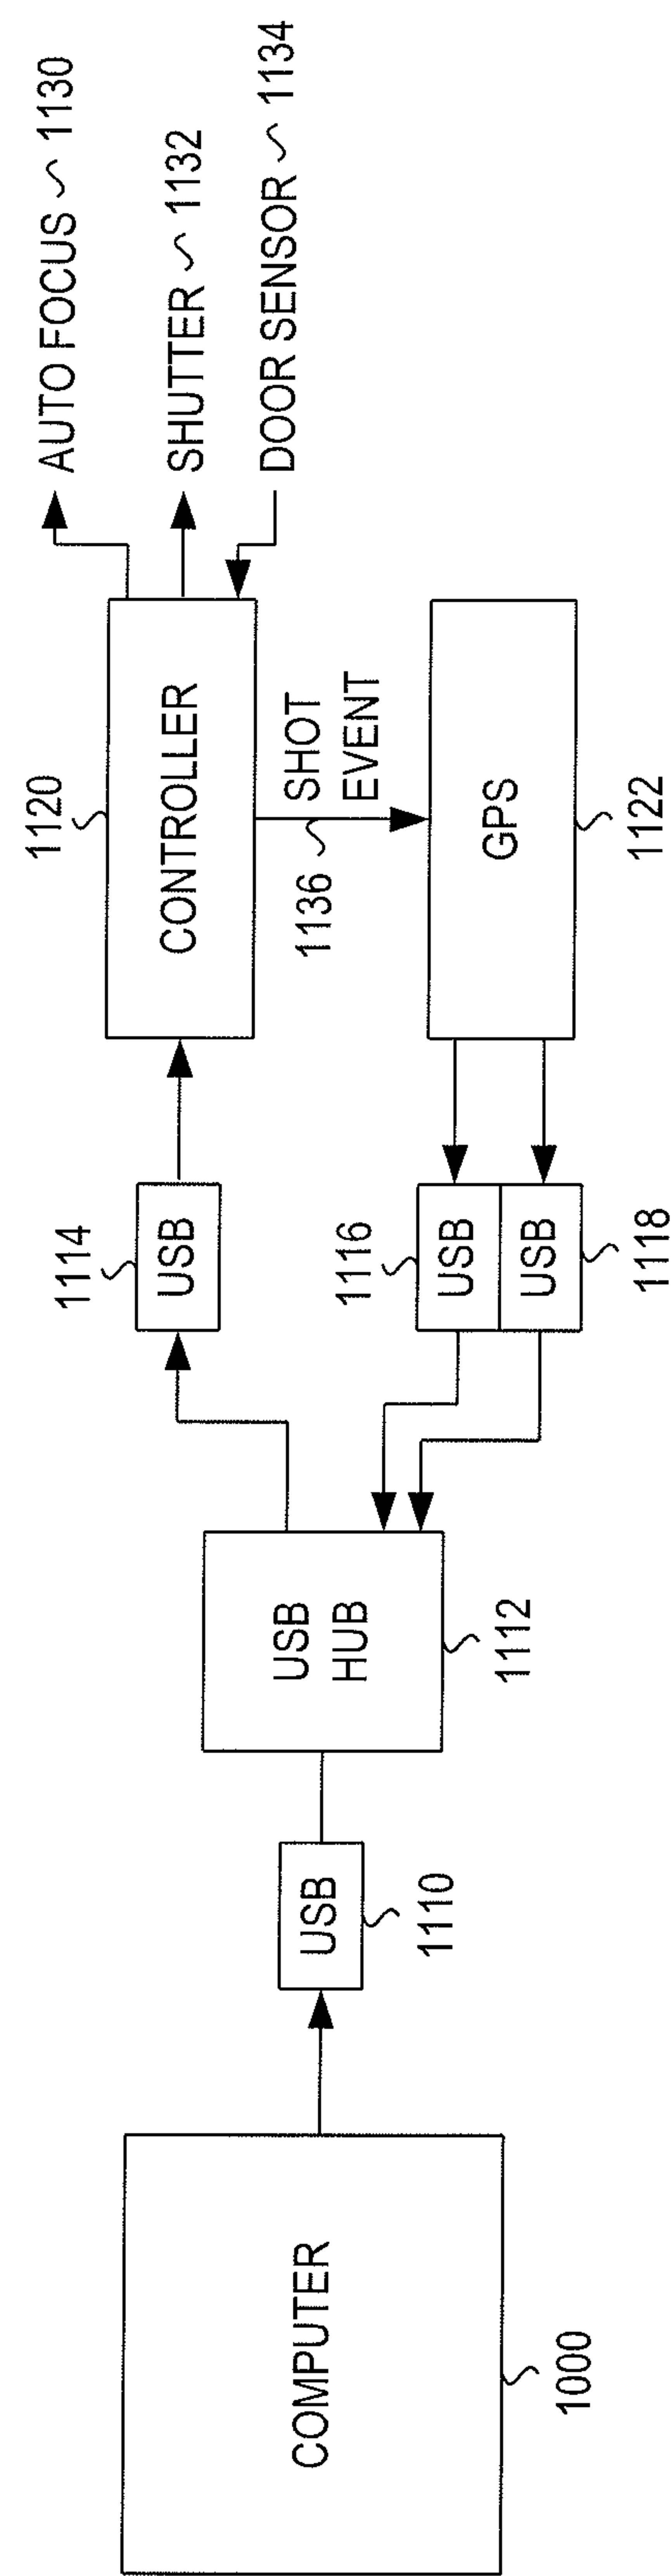 COMPUTER
1000
USB
1110
USB
HUB
1112
1114
USB
1116
USB
USB
1118
1120
CONTROLLER
1136
SHOT
EVENT
GPS
1122
AUTO FOCUS ~ 1130
SHUTTER ~ 1132
DOOR SENSOR ~ 1134